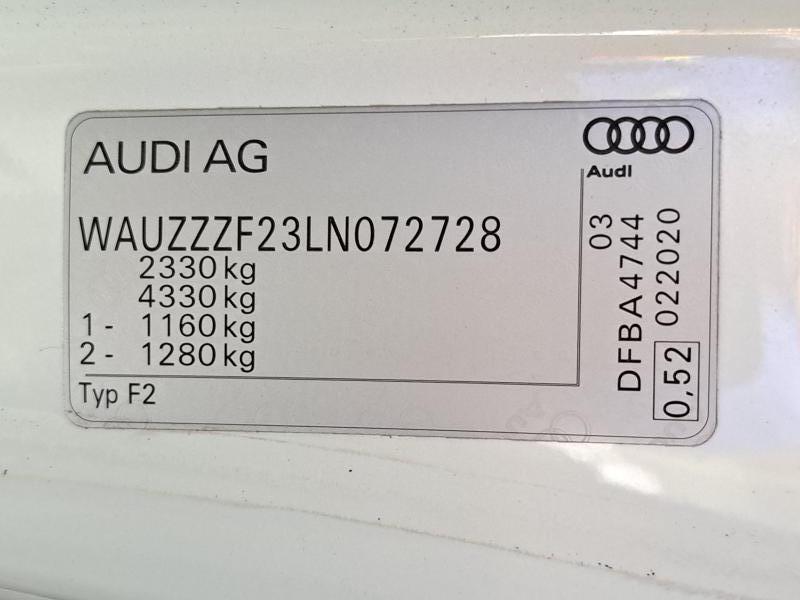 AUDI AG
Audi
WAUZZZF23LN072728
2330 kg
4330 kg
1 - 1160 kg
2 - 1280 kg
Typ F2
03
DFBA4744
022020
0,52